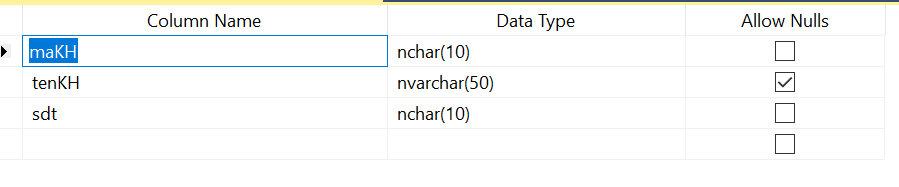 Column Name Data Type Allow Nulls
maKH nchar(10)
tenKH nvarchar(50)
sdt nchar(10)